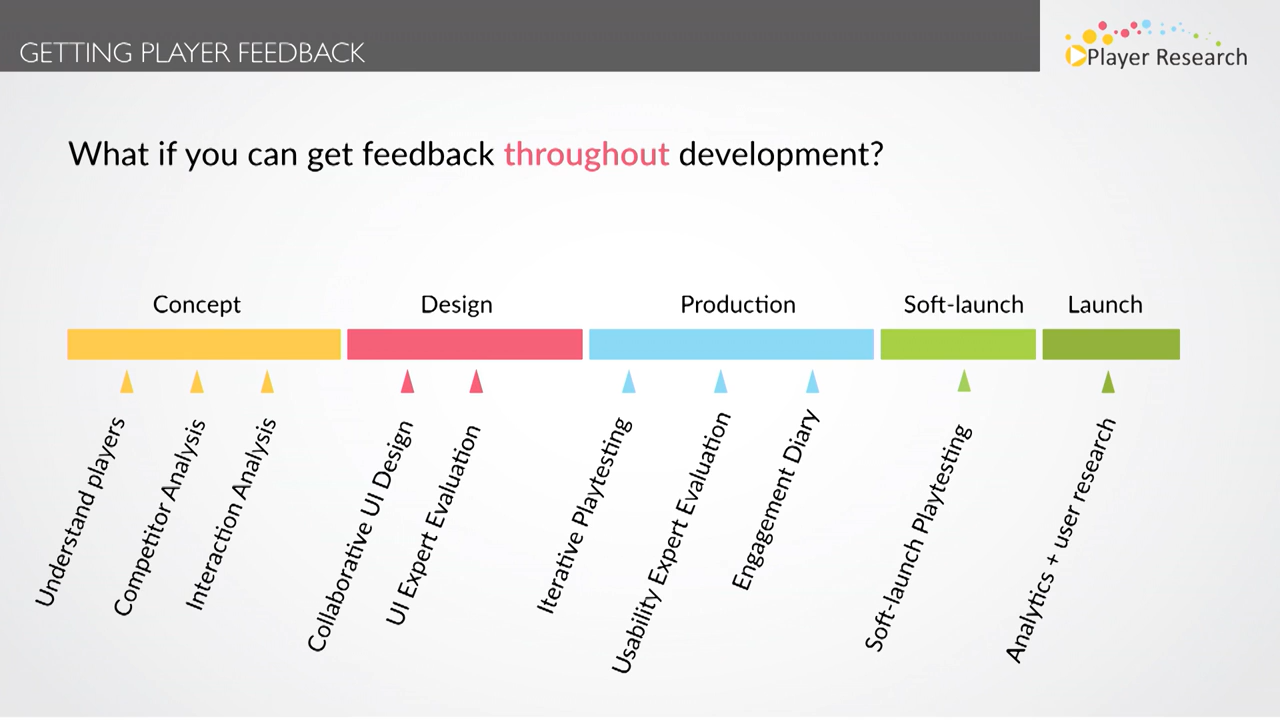 GETTING PLAYER FEEDBACK
Player Research
What if you can get feedback throughout development?
Concept
Design
Production
Soft-launch
Launch
Understand players
Competitor Analysis
Interaction Analysis
Collaborative UI Design
UI Expert Evaluation
Iterative Playtesting
Usability Expert Evaluation
Engagement Diary
Soft-launch Playtesting
Analytics + user research